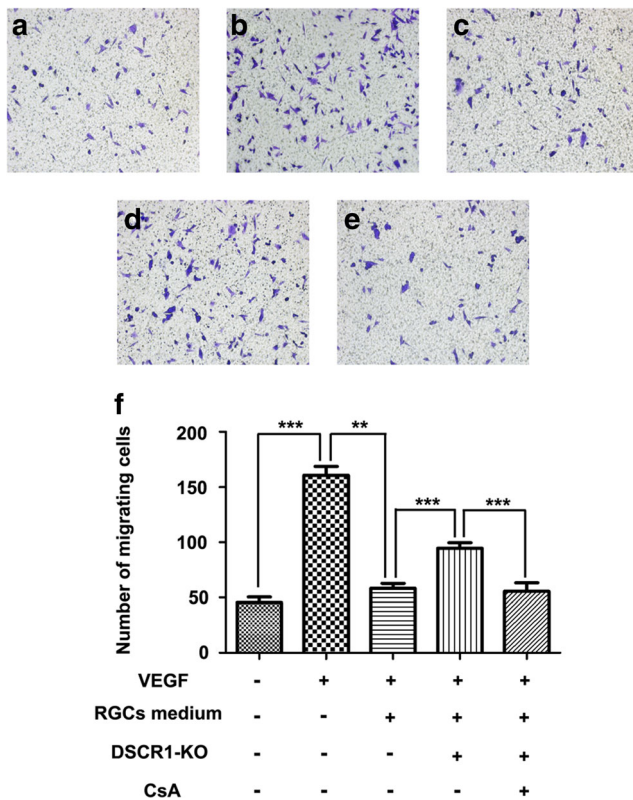 a
b
c
d
e
f
*** ** *** ***
Number of migrating cells
200
150
100
50
0
VEGF - + + + +
RGCs medium - - + + +
DSCR1-KO - - - + +
CsA - - - - +